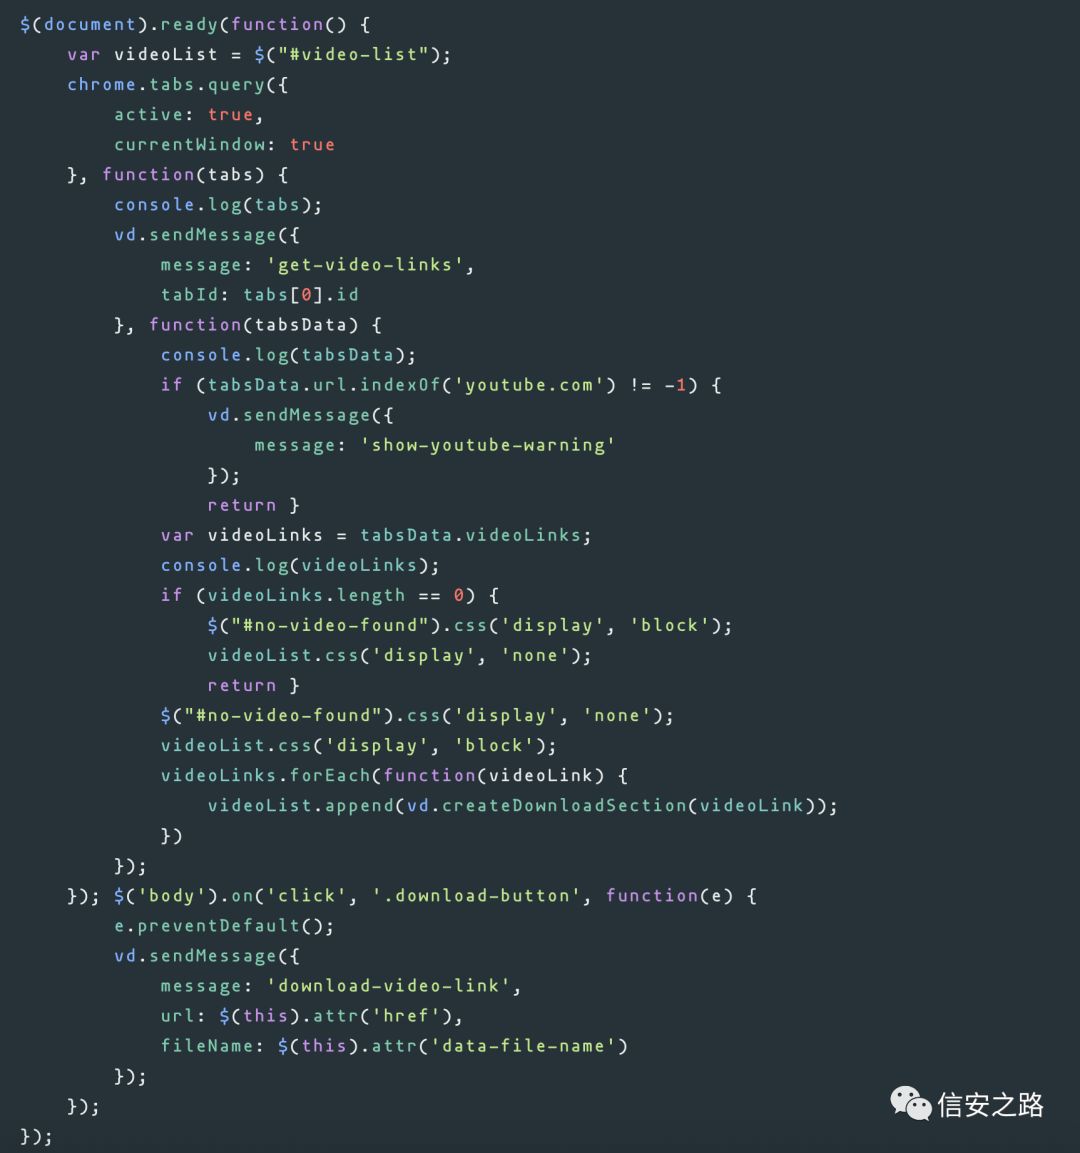 $(document).ready(function() {
    var videoList = $("#video-list");
    chrome.tabs.query({
        active: true,
        currentWindow: true
    }, function(tabs) {
        console.log(tabs);
        vd.sendMessage({
            message: 'get-video-links',
            tabId: tabs[0].id
        }, function(tabsData) {
            console.log(tabsData);
            if (tabsData.url.indexOf('youtube.com') != -1) {
                vd.sendMessage({
                    message: 'show-youtube-warning'
                });
                return }
            var videoLinks = tabsData.videoLinks;
            console.log(videoLinks);
            if (videoLinks.length == 0) {
                $("#no-video-found").css('display', 'block');
                videoList.css('display', 'none');
                return }
            $("#no-video-found").css('display', 'none');
            videoList.css('display', 'block');
            videoLinks.forEach(function(videoLink) {
                videoList.append(vd.createDownloadSection(videoLink));
            })
        });
    }); $('body').on('click', '.download-button', function(e) {
        e.preventDefault();
        vd.sendMessage({
            message: 'download-video-link',
            url: $(this).attr('href'),
            fileName: $(this).attr('data-file-name')
        });
    });
});
信安之路